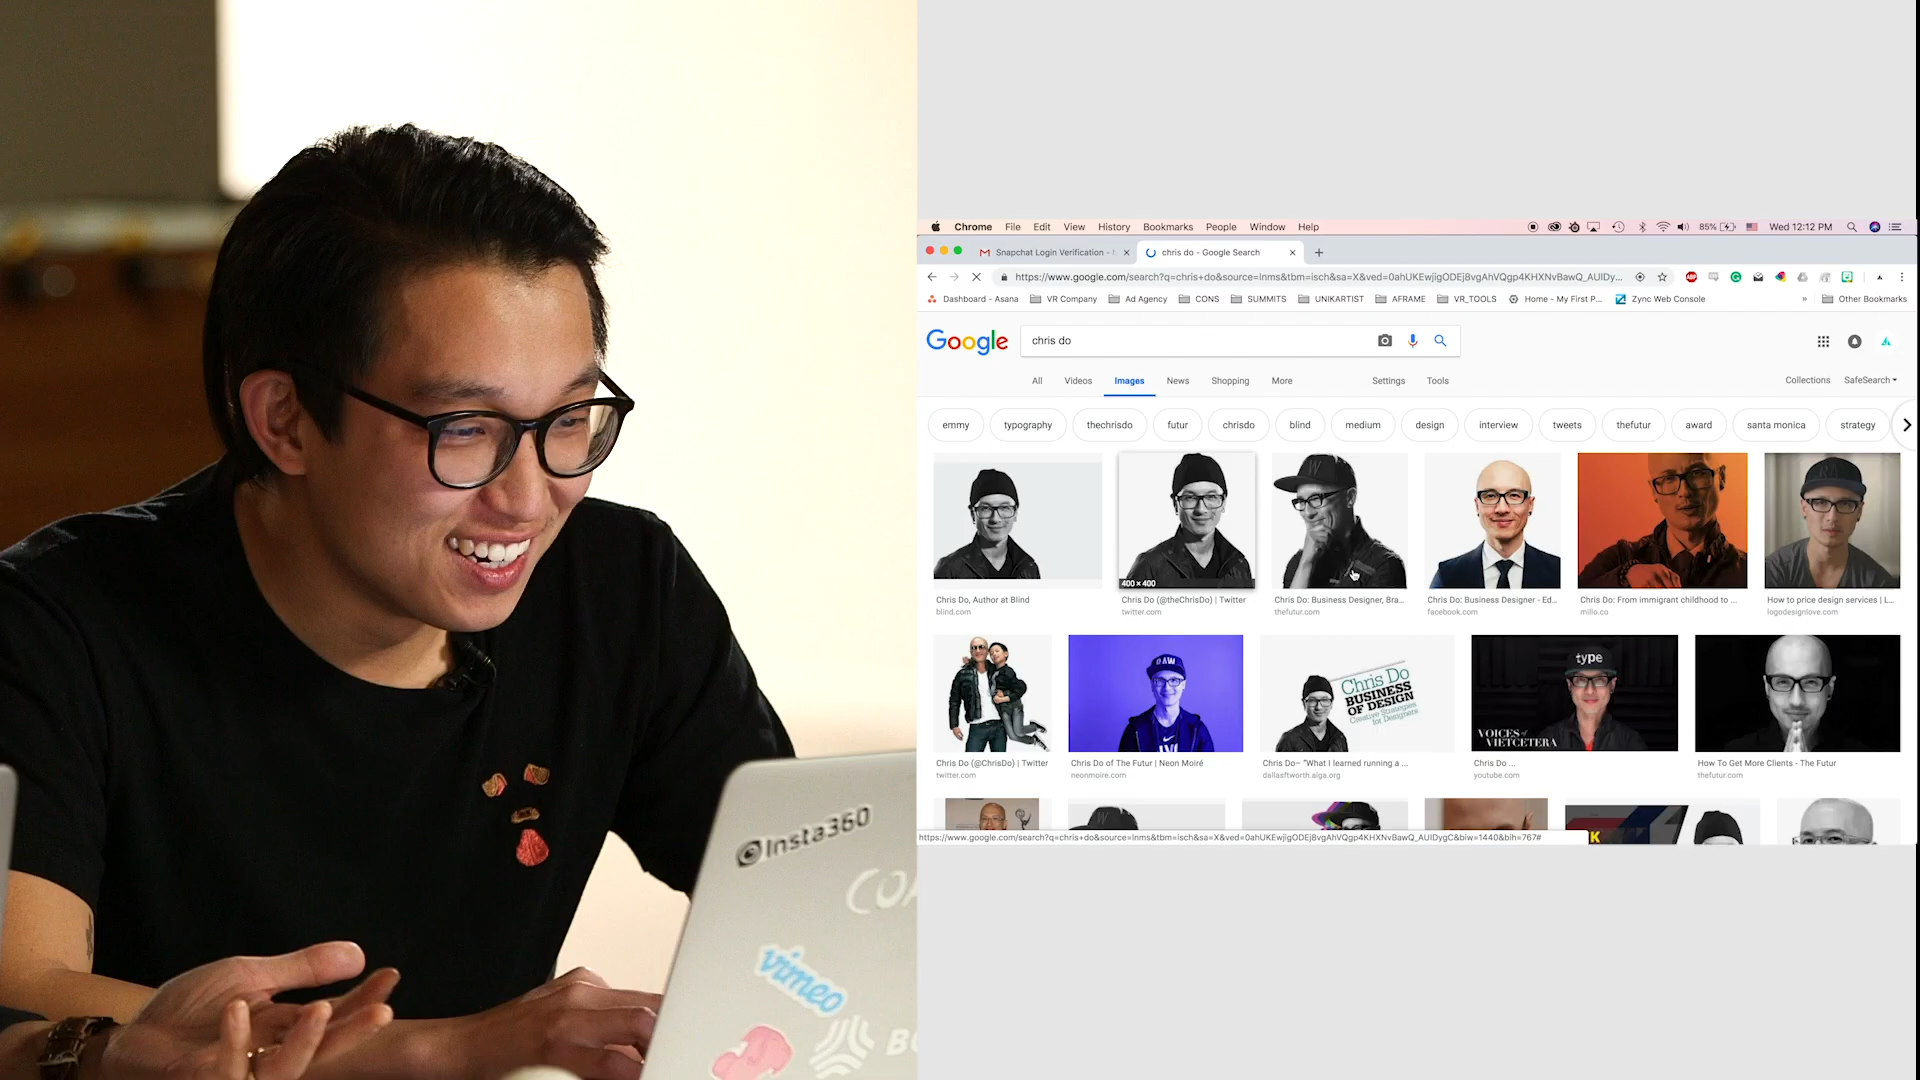 Insta360
vimeo
Chrome File Edit View History Bookmarks People Window Help
85%
Wed 12:12 PM
Snapchat Login Verification -
chris do - Google Search
https://www.google.com/search?q=chris+do&source=lnms&tbm=isch&sa=X&ved=0ahUKEwjigODEj8vgAhVQgp4KHXNvBawQ_AUIDy...
ABP
Dashboard - Asana VR Company Ad Agency CONS SUMMITS UNIKARTIST AFRAME VR_TOOLS Home - My First P... Zync Web Console » Other Bookmarks
Google
chris do
All Videos Images News Shopping More Settings Tools Collections SafeSearch
emmy typography thechrisdo futur chrisdo blind medium design interview tweets thefutur award santa monica strategy
400 × 400
Chris Do, Author at Blind
blind.com
Chris Do (@theChrisDo) | Twitter
twitter.com
Chris Do: Business Designer, Bra...
thefutur.com
Chris Do: Business Designer - Ed...
facebook.com
Chris Do: From immigrant childhood to ...
millo.co
How to price design services | L...
logodesignlove.com
Chris Do
BUSINESS
OF DESIGN
Creative Strategies
for Designers
type
VOICES of
VIETCETERA
Chris Do (@ChrisDo) | Twitter
twitter.com
Chris Do of The Futur | Neon Moiré
neonmoire.com
Chris Do– "What I learned running a ...
dallasftworth.aiga.org
Chris Do ...
youtube.com
How To Get More Clients - The Futur
thefutur.com
https://www.google.com/search?q=chris+do&source=lnms&tbm=isch&sa=X&ved=0ahUKEwjigODEj8vgAhVQgp4KHXNvBawQ_AUIDygC&biw=1440&bih=767#